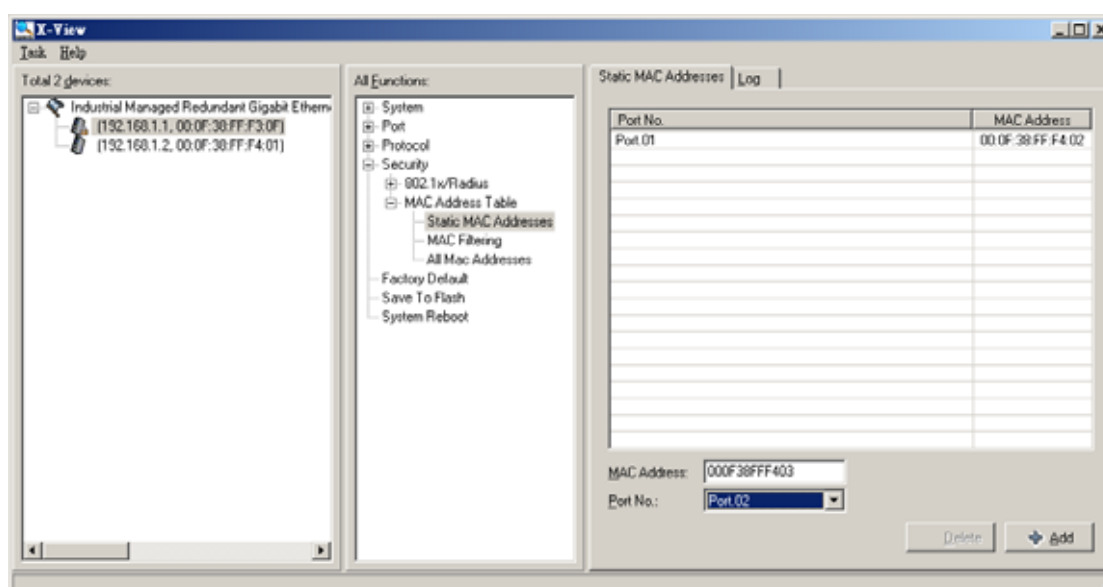 X-View
Task Help
Total 2 devices:
Industrial Managed Redundant Gigabit Ethern
(192.168.1.1, 00:0F:38:FF:F3:0F)
(192.168.1.2, 00:0F:38:FF:F4:01)
All Functions:
System
Port
Protocol
Security
802.1x/Radius
MAC Address Table
Static MAC Addresses
MAC Filtering
All Mac Addresses
Factory Default
Save To Flash
System Reboot
Static MAC Addresses Log
Port No. MAC Address
Port.01 00:0F:38:FF:F4:02
MAC Address: 000F38FFF403
Port No.: Port.02
Delete Add